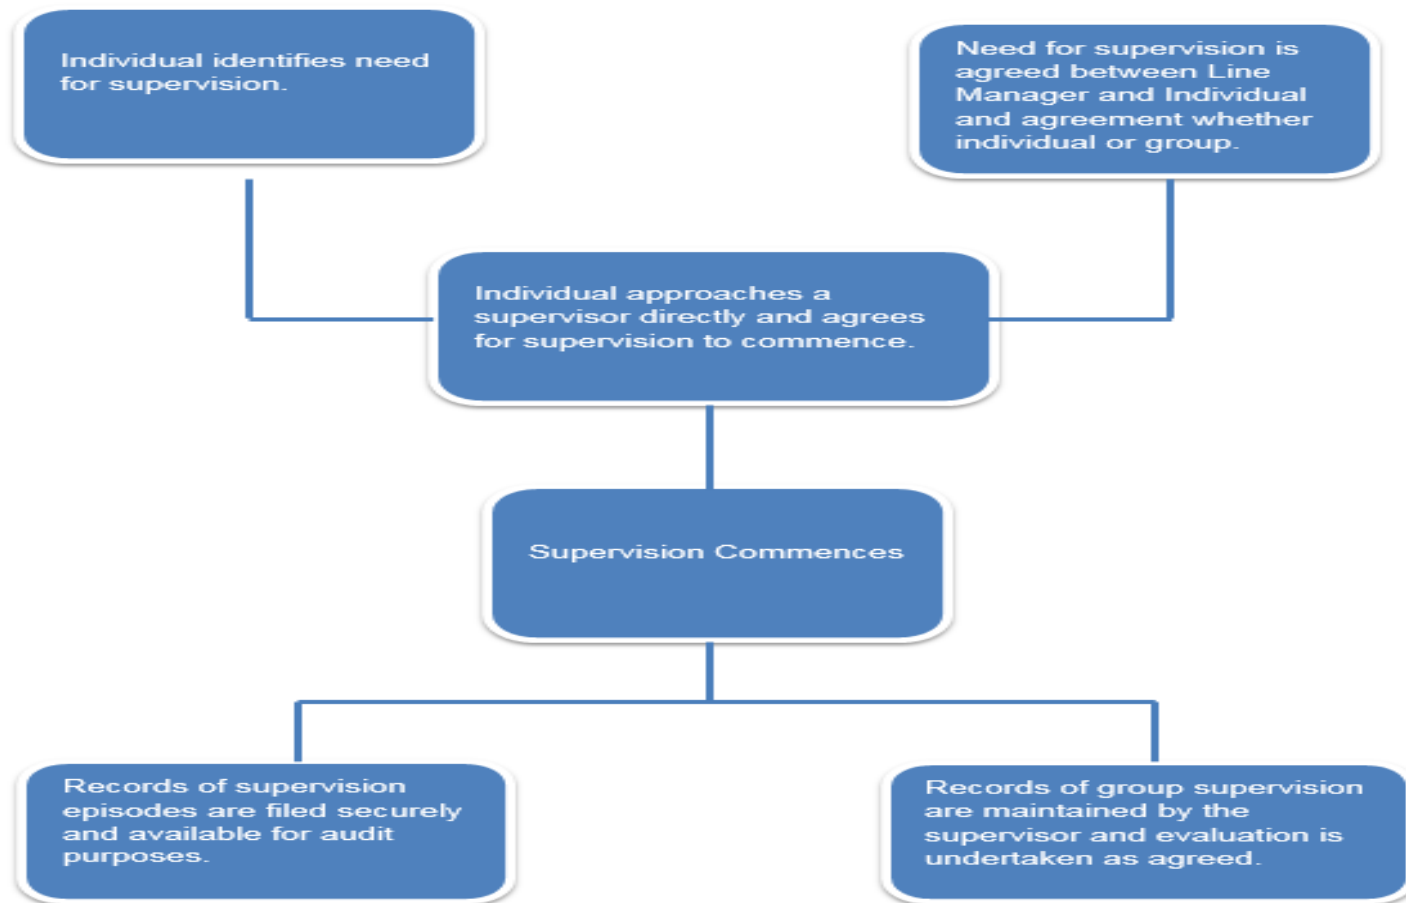 Individual identifies need
for supervision.
Need for supervision is
agreed between Line
Manager and Individual
and agreement whether
individual or group.
Individual approaches a
supervisor directly and agrees
for supervision to commence.
Supervision Commences
Records of supervision
episodes are filed securely
and available for audit
purposes.
Records of group supervision
are maintained by the
supervisor and evaluation is
undertaken as agreed.